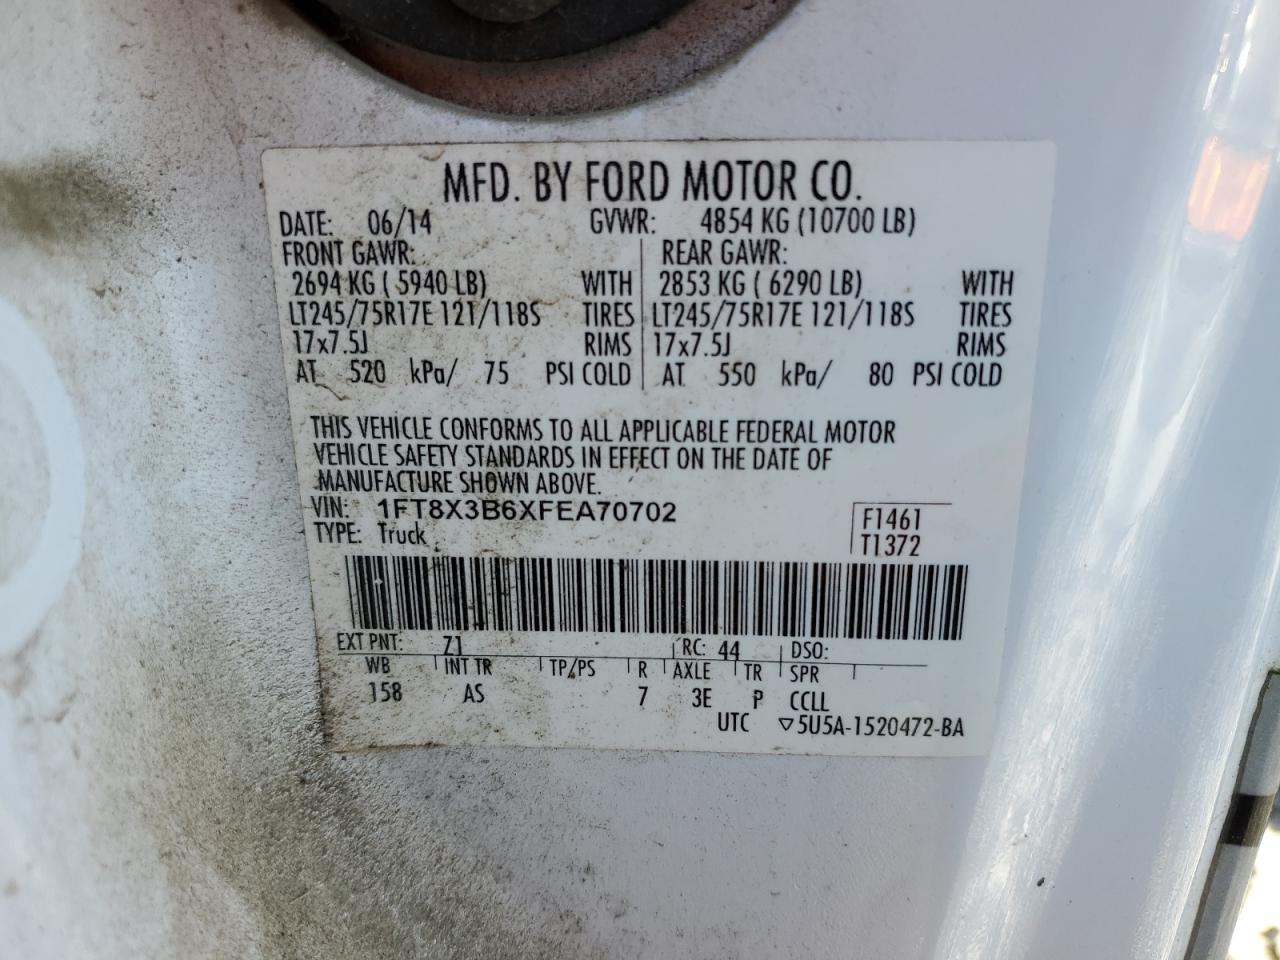 MFD. BY FORD MOTOR CO.
DATE: 06/14 GVWR: 4854 KG (10700 LB)
FRONT GAWR: REAR GAWR:
2694 KG ( 5940 LB) WITH 2853 KG ( 6290 LB) WITH
LT245/75R17E 121/118S TIRES LT245/75R17E 121/118S TIRES
17x7.5J RIMS 17x7.5J RIMS
AT 520 kPa/ 75 PSI COLD AT 550 kPa/ 80 PSI COLD
THIS VEHICLE CONFORMS TO ALL APPLICABLE FEDERAL MOTOR
VEHICLE SAFETY STANDARDS IN EFFECT ON THE DATE OF
MANUFACTURE SHOWN ABOVE.
VIN: 1FT8X3B6XFEA70702 F1461
TYPE: Truck T1372
EXT PNT: Z1 RC: 44 DSO:
WB INT TR TP/PS R AXLE TR SPR
158 AS 7 3E P CCLL
UTC ▽5U5A-1520472-BA